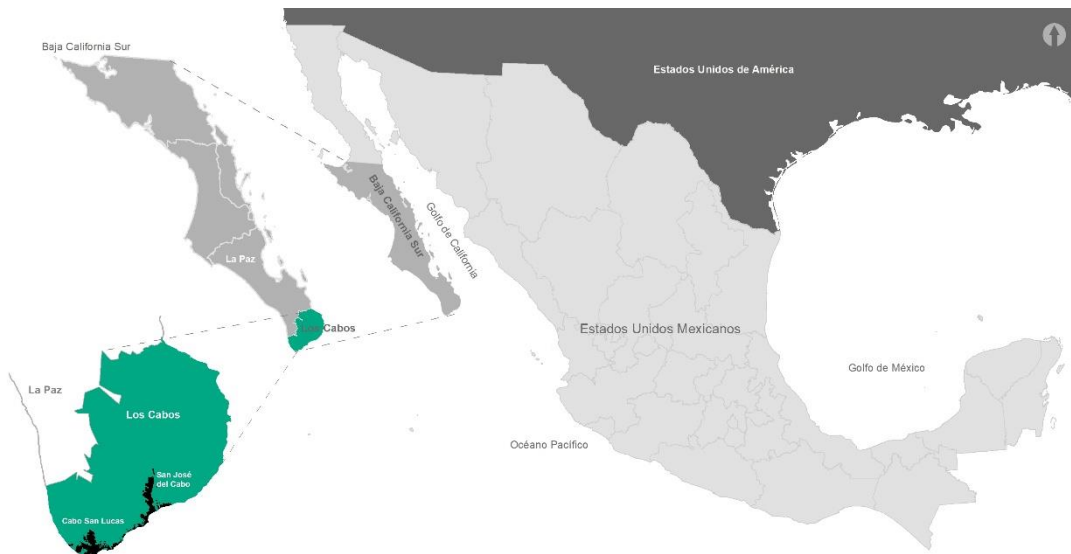 Baja California Sur
Estados Unidos de América
Baja California Sur
Golfo de California
La Paz
Los Cabos
Estados Unidos Mexicanos
Golfo de México
La Paz
Los Cabos
Océano Pacífico
San José
del Cabo
Cabo San Lucas